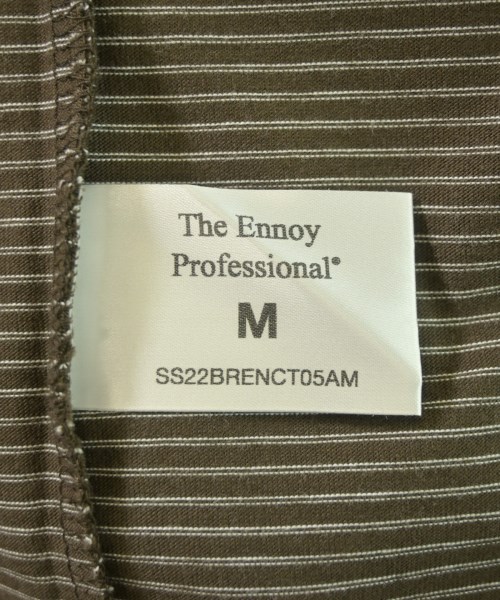 The Ennoy
Professional®
M
SS22BRENCT05AM